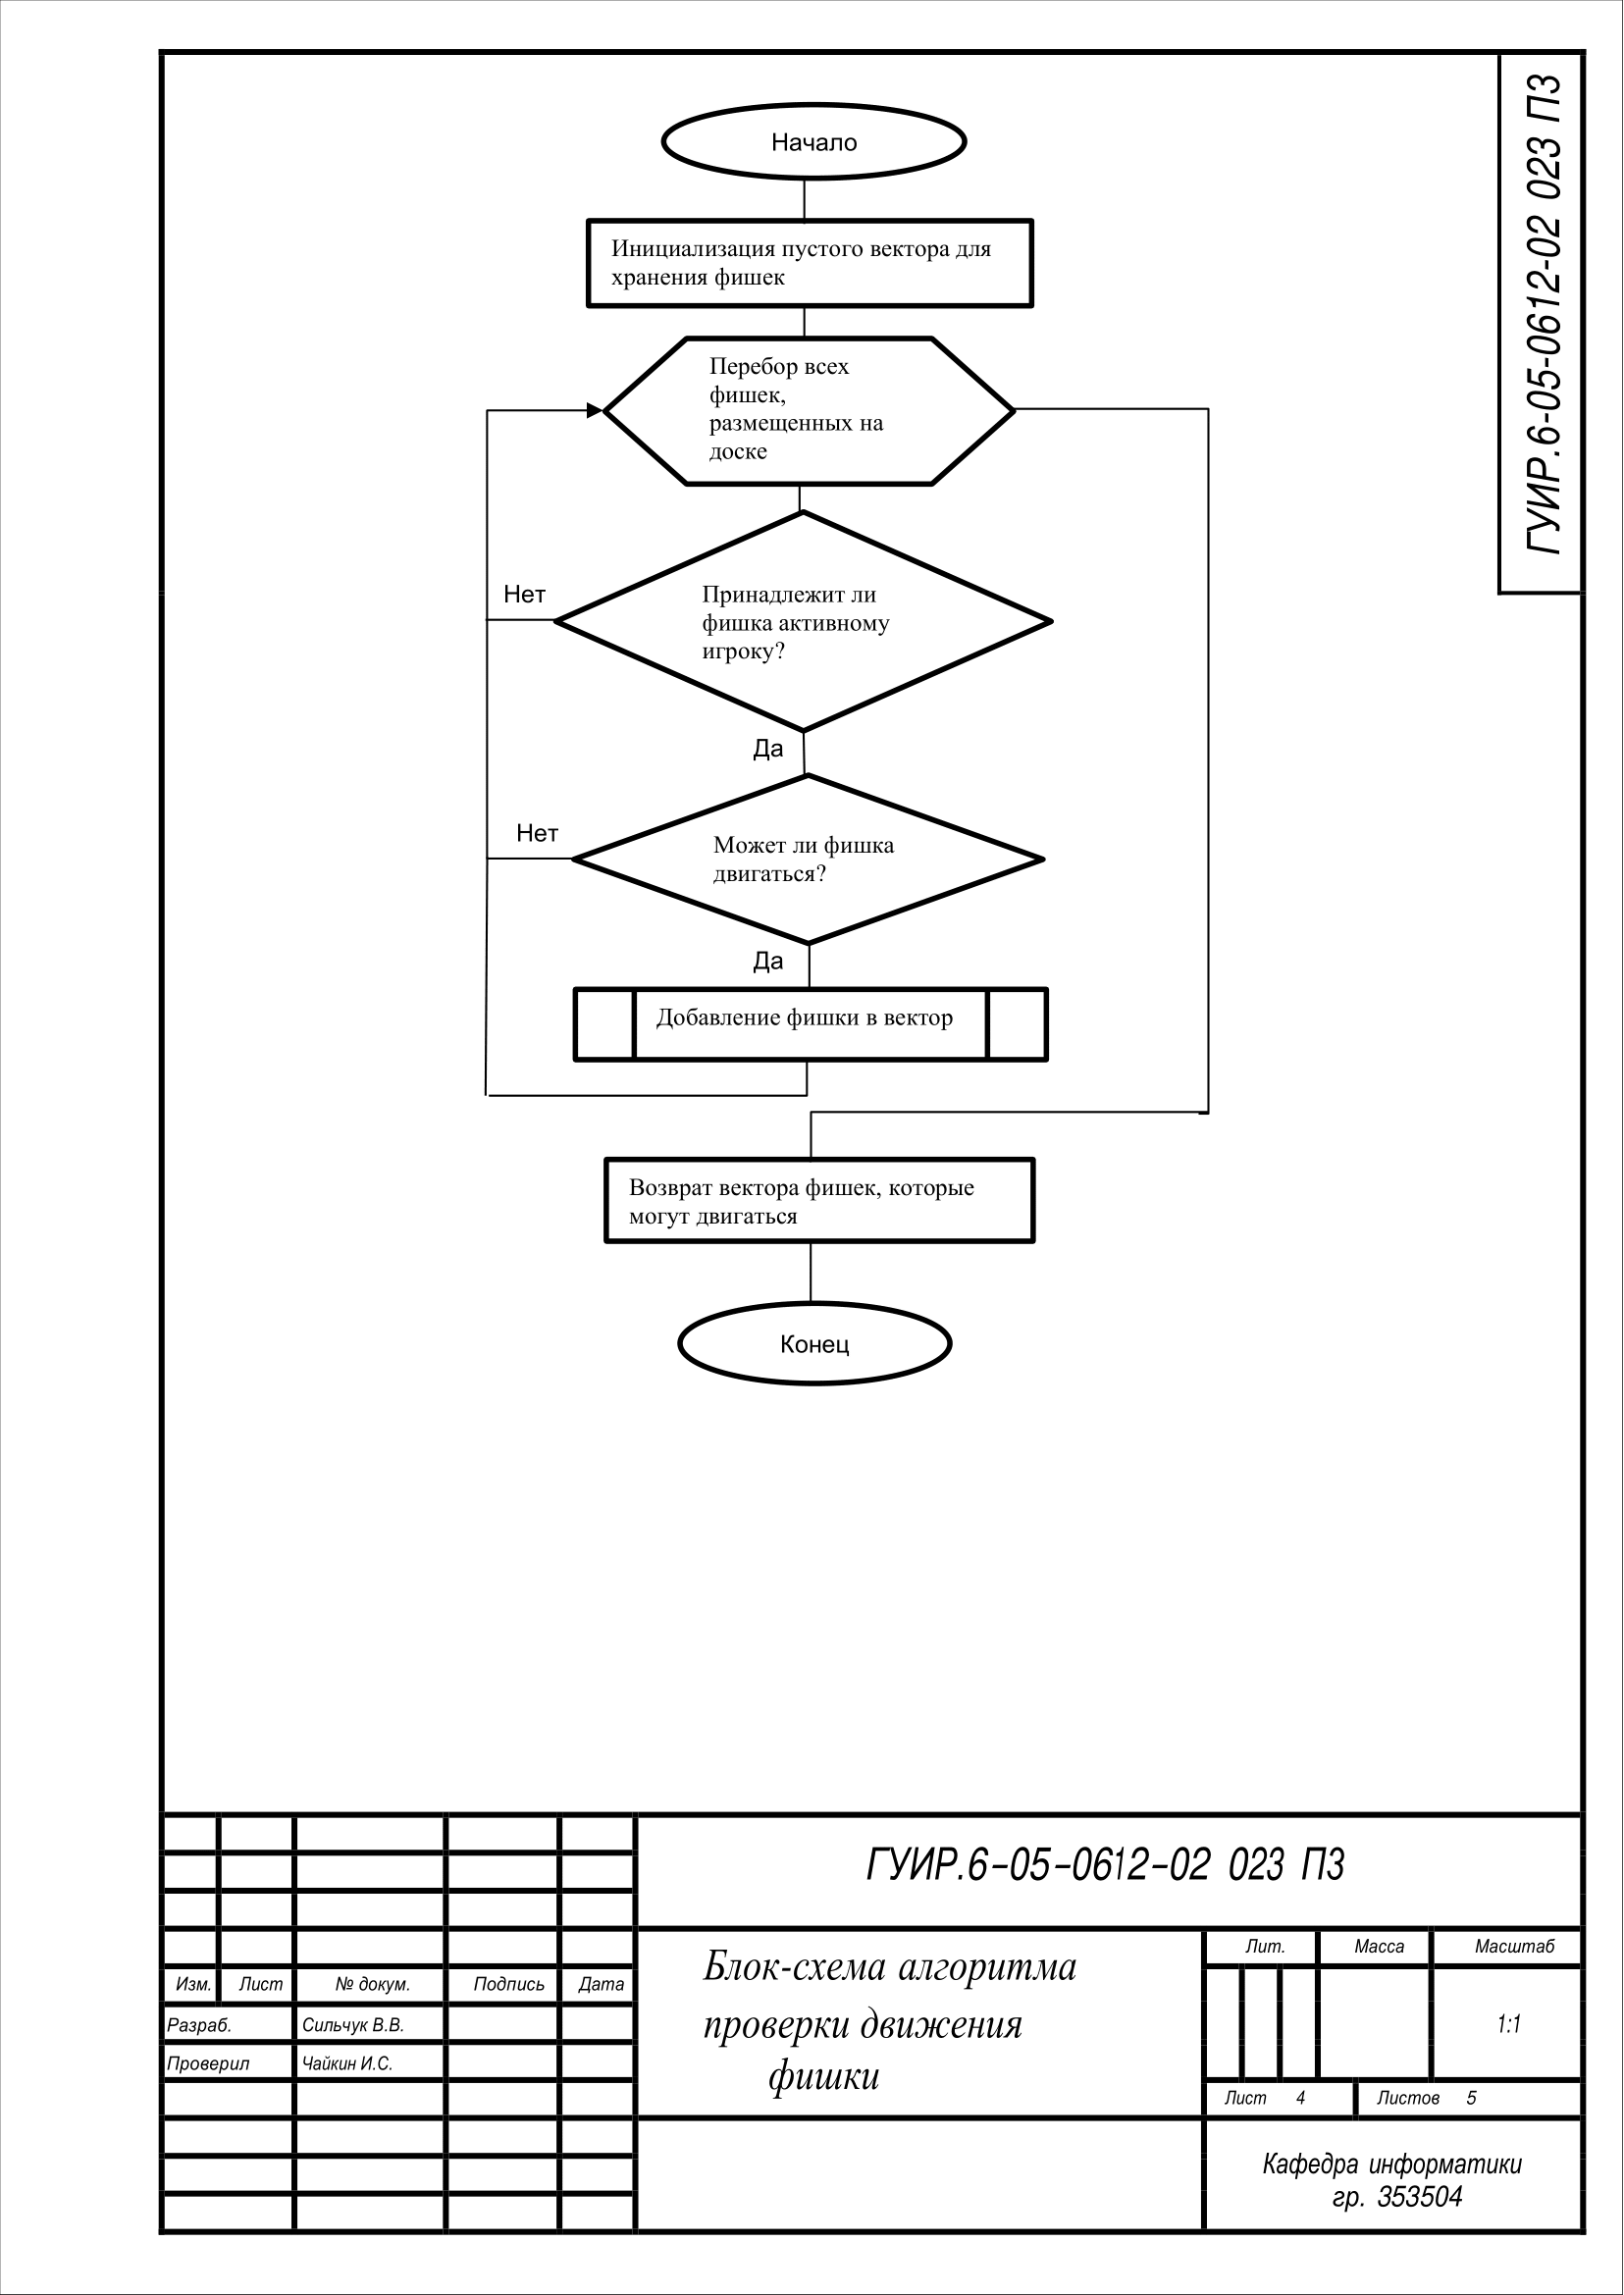 ГУИР.6-05-0612-02 023 ПЗ
Начало
Инициализация пустого вектора для
хранения фишек
Перебор всех
фишек,
размещенных на
доске
Нет
Принадлежит ли
фишка активному
игроку?
Да
Нет
Может ли фишка
двигаться?
Да
Добавление фишки в вектор
Возврат вектора фишек, которые
могут двигаться
Конец
ГУИР.6-05-0612-02 023 ПЗ
Изм. Лист № докум. Подпись Дата
Разраб. Сильчук В.В.
Проверил Чайкин И.С.
Блок-схема алгоритма
проверки движения
фишки
Лит. Масса Масштаб
1:1
Лист 4 Листов 5
Кафедра информатики
гр. 353504